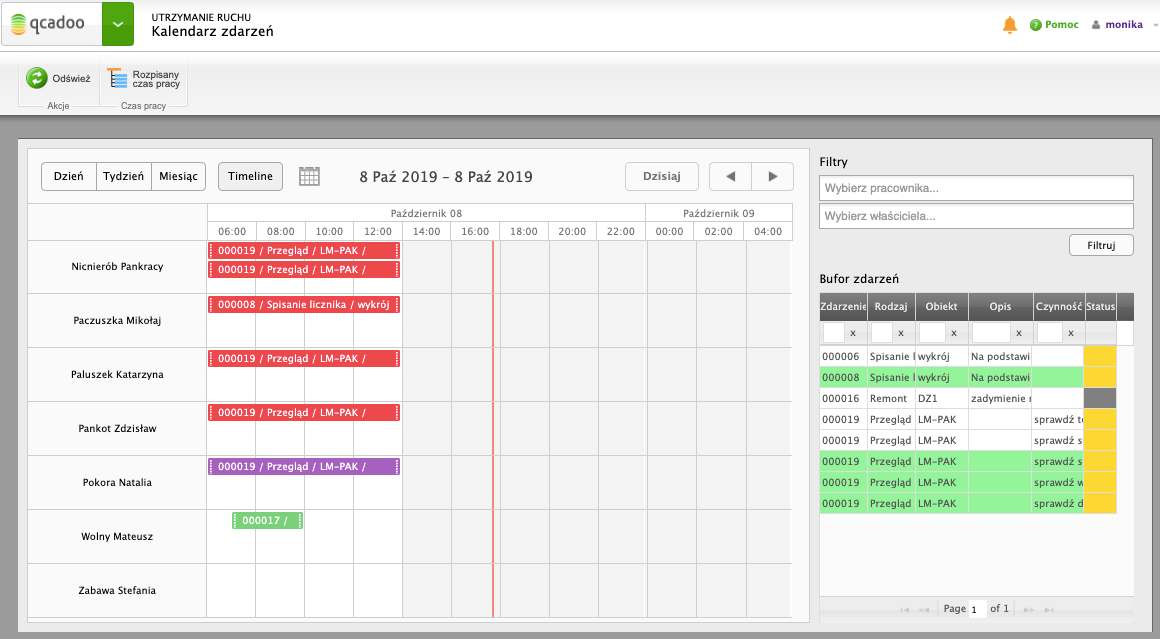 qcadoo
UTRZYMANIE RUCHU
Kalendarz zdarzeń
Pomoc
monika
Odśwież
Rozpisany
czas pracy
Akcje
Czas pracy
Dzień Tydzień Miesiąc Timeline
8 Paź 2019 – 8 Paź 2019
Dzisiaj
Październik 08 Październik 09
06:00 08:00 10:00 12:00 14:00 16:00 18:00 20:00 22:00 00:00 02:00 04:00
Nicnierób Pankracy
000019 / Przegląd / LM-PAK /
000019 / Przegląd / LM-PAK /
Paczuszka Mikołaj
000008 / Spisanie licznika / wykrój
Paluszek Katarzyna
000019 / Przegląd / LM-PAK /
Pankot Zdzisław
000019 / Przegląd / LM-PAK /
Pokora Natalia
000019 / Przegląd / LM-PAK /
Wolny Mateusz
000017 /
Zabawa Stefania
Filtry
Wybierz pracownika...
Wybierz właściciela...
Filtruj
Bufor zdarzeń
Zdarzenie Rodzaj Obiekt Opis Czynność Status
x x x x x
000006 Spisanie l wykrój Na podstawi
000008 Spisanie l wykrój Na podstawi
000016 Remont DZ1 zadymienie
000019 Przegląd LM-PAK sprawdź t
000019 Przegląd LM-PAK sprawdź s
000019 Przegląd LM-PAK sprawdź s
000019 Przegląd LM-PAK sprawdź w
000019 Przegląd LM-PAK sprawdź d
Page 1 of 1